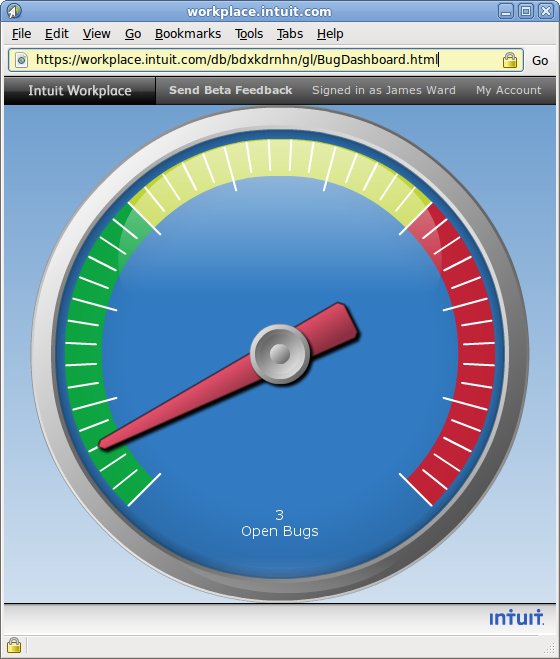 workplace.intuit.com
File Edit View Go Bookmarks Tools Tabs Help
https://workplace.intuit.com/db/bdxkdrnhn/gl/BugDashboard.html Go
Intuit Workplace Send Beta Feedback Signed in as James Ward My Account
3
Open Bugs
intuit.